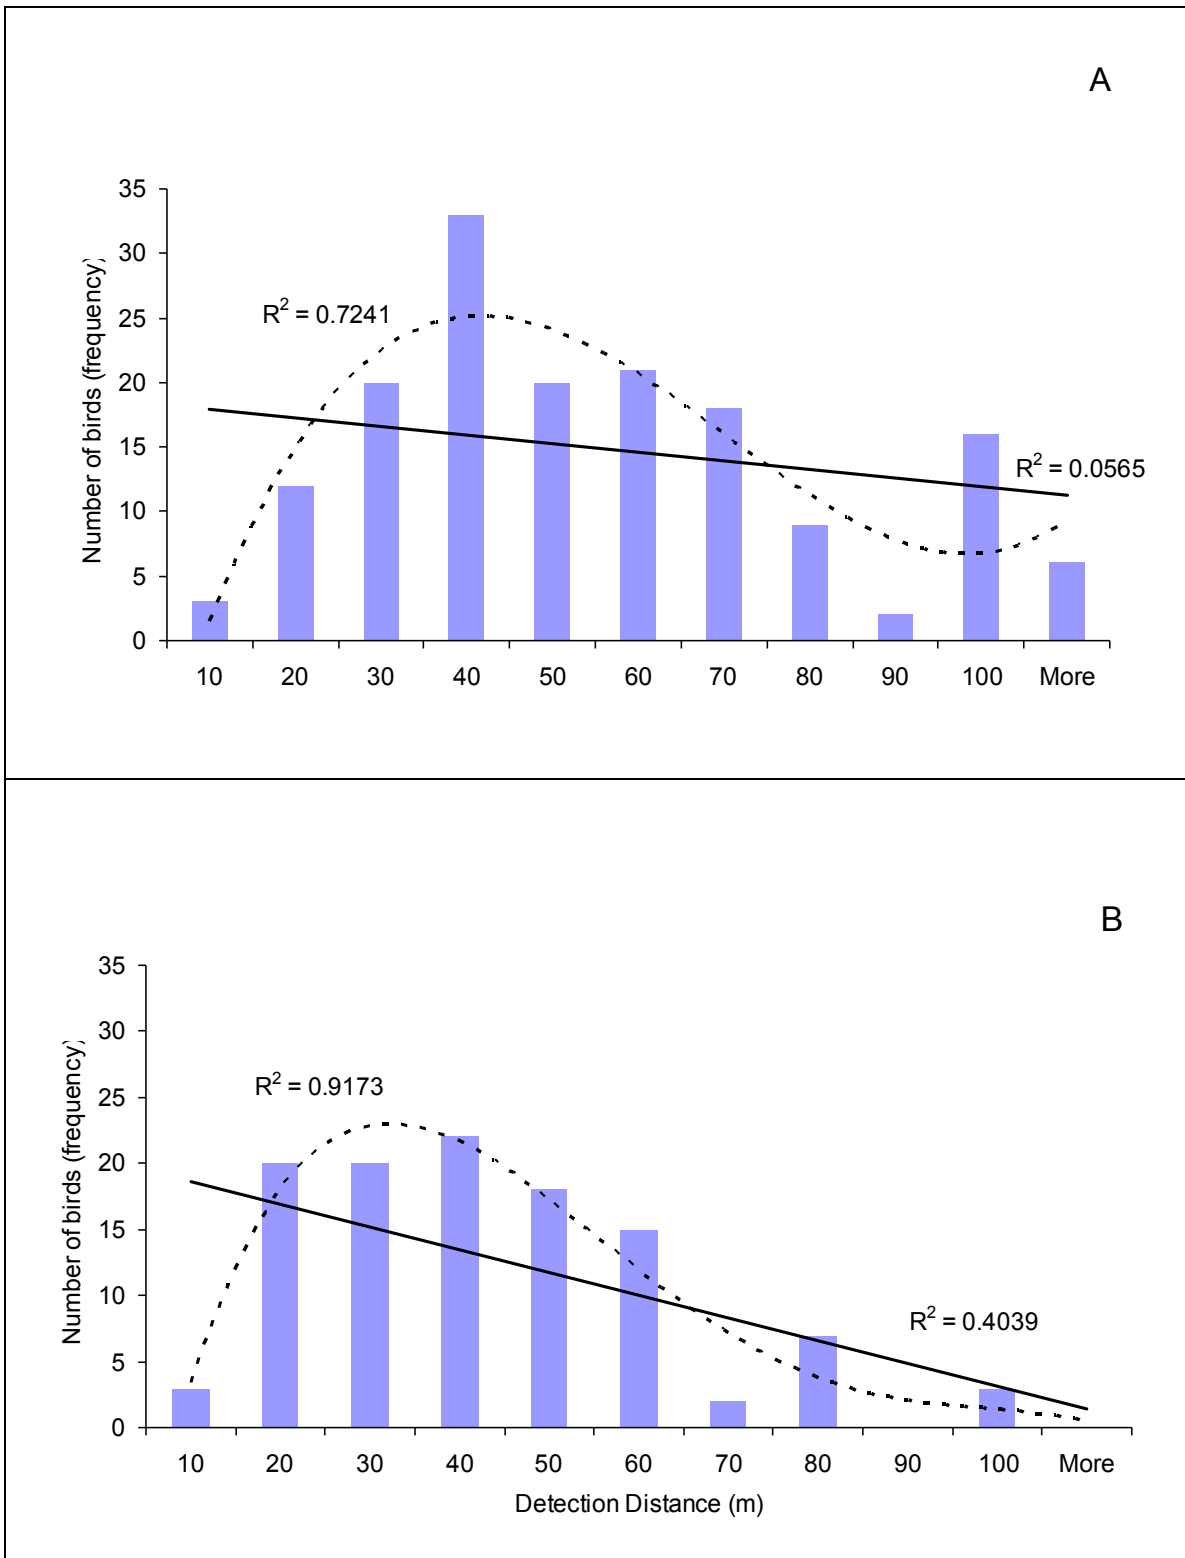 A
35
30
25
20
15
10
5
0
Number of birds (frequency)
R² = 0.7241
R² = 0.0565
10 20 30 40 50 60 70 80 90 100 More
B
35
30
25
20
15
10
5
0
Number of birds (frequency)
R² = 0.9173
R² = 0.4039
10 20 30 40 50 60 70 80 90 100 More
Detection Distance (m)